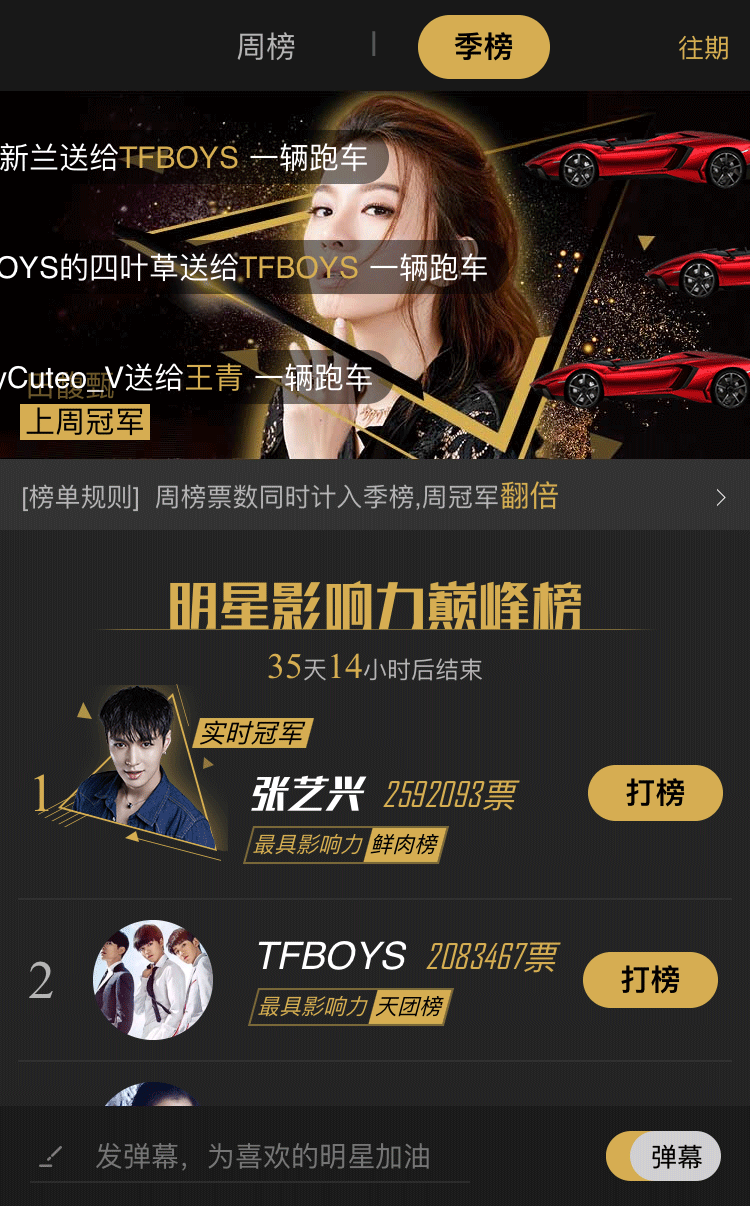 周榜 | 季榜 往期
新兰送给TFBOYS 一辆跑车
OYS的四叶草送给TFBOYS 一辆跑车
yCuteo_V送给王青 一辆跑车
田馥甄
上周冠军
[榜单规则] 周榜票数同时计入季榜,周冠军翻倍
明星影响力巅峰榜
35天14小时后结束
实时冠军
1 张艺兴 2592093票 打榜
最具影响力 鲜肉榜
2 TFBOYS 2083467票 打榜
最具影响力 天团榜
发弹幕，为喜欢的明星加油 弹幕